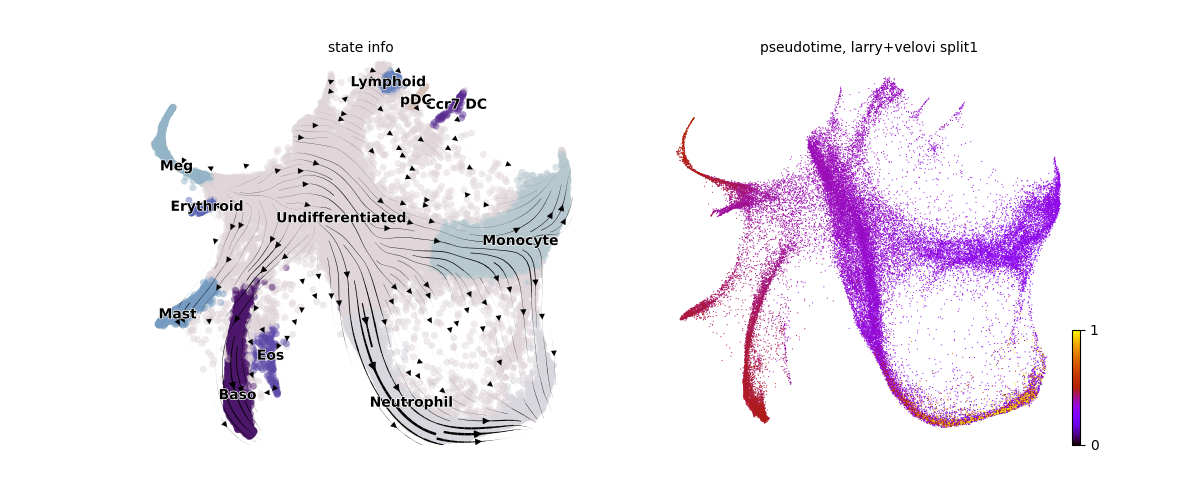 state info
pseudotime, larry+velovi split1
Lymphoid
pDC
Ccr7 DC
Meg
Erythroid
Undifferentiated
Monocyte
Mast
Eos
Baso
Neutrophil
1
0